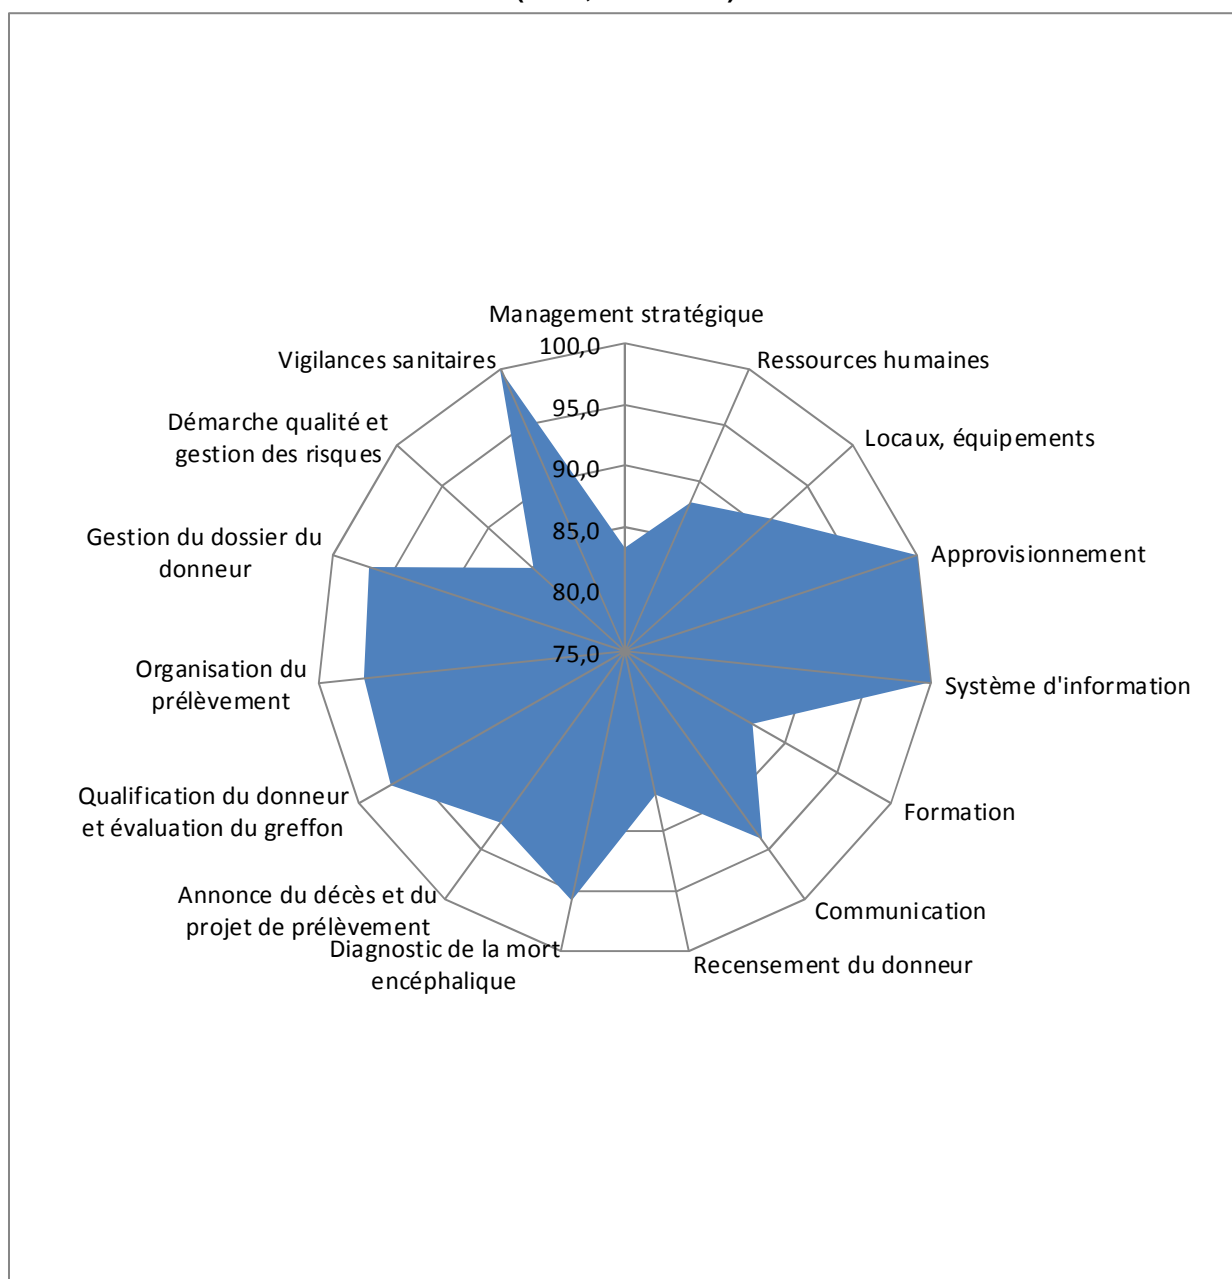 Management stratégique
100,0
Vigilances sanitaires
Ressources humaines
95,0
Démarche qualité et
gestion des risques
Locaux, équipements
90,0
85,0
Gestion du dossier du
donneur
Approvisionnement
80,0
75,0
Organisation du
prélèvement
Système d'information
Qualification du donneur
et évaluation du greffon
Formation
Annonce du décès et du
projet de prélèvement
Communication
Diagnostic de la mort
encéphalique
Recensement du donneur